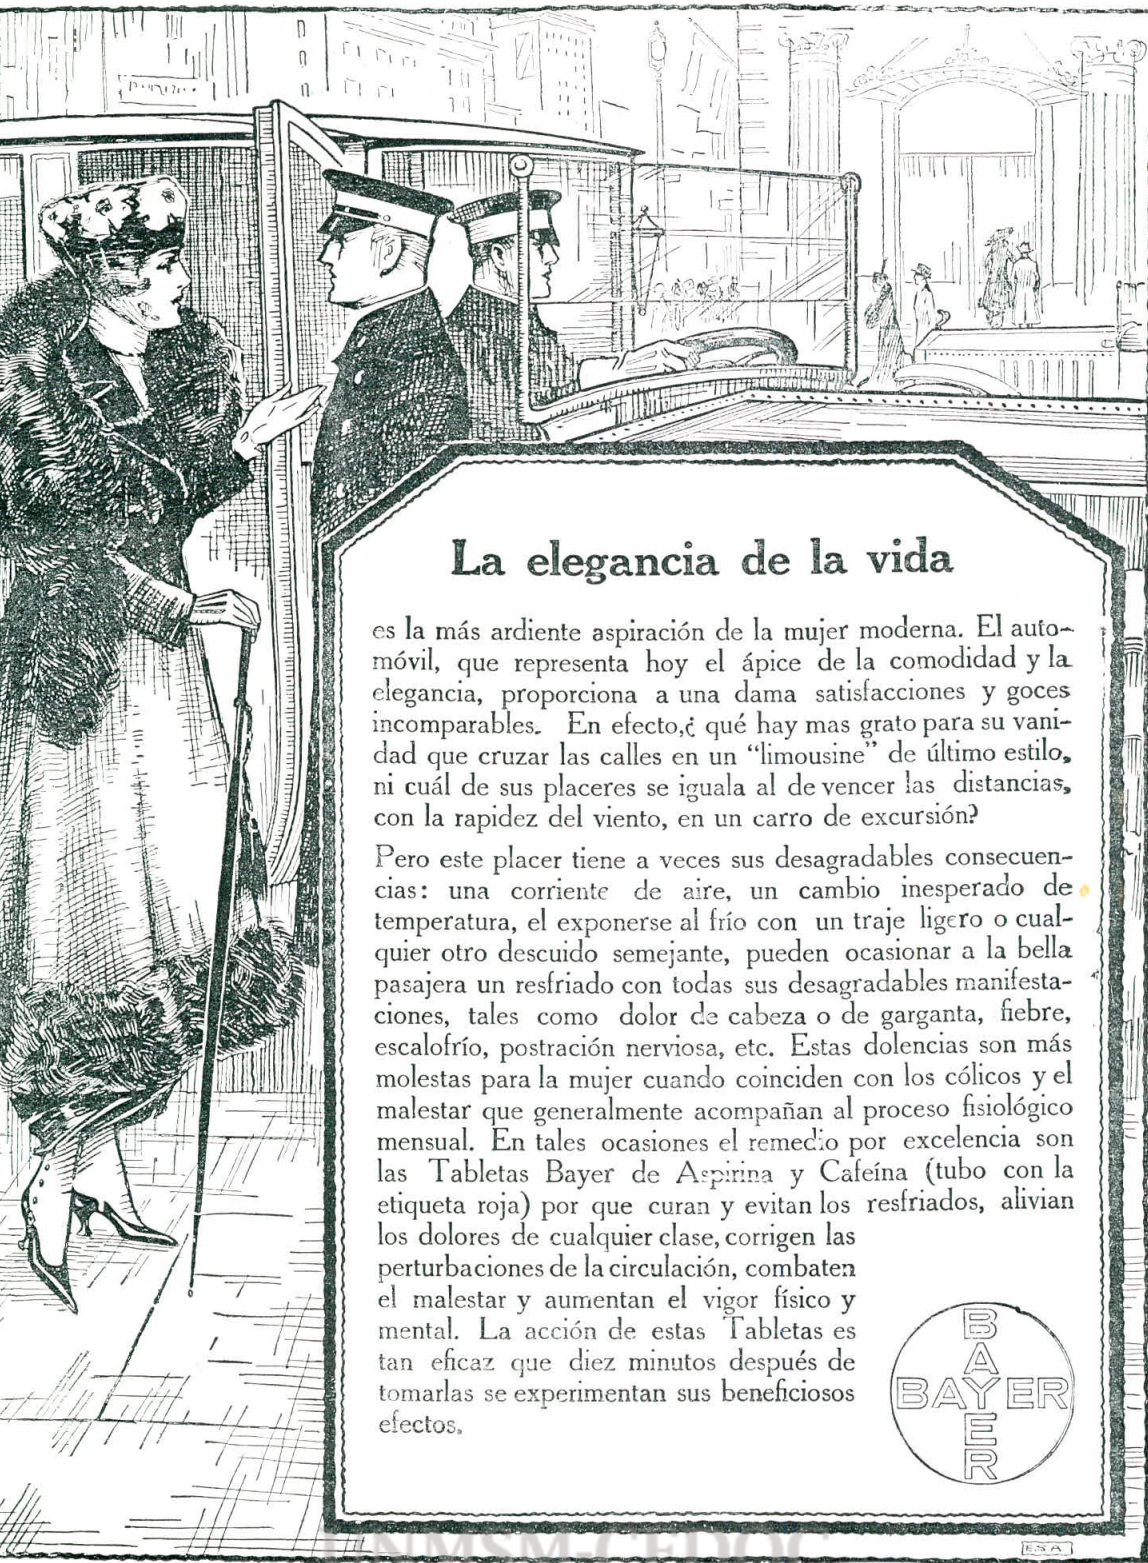 La elegancia de la vida
es la más ardiente aspiración de la mujer moderna. El auto-
móvil, que representa hoy el ápice de la comodidad y la
elegancia, proporciona a una dama satisfacciones y goces
incomparables. En efecto,¿ qué hay mas grato para su vani-
dad que cruzar las calles en un “limousine” de último estilo,
ni cuál de sus placeres se iguala al de vencer las distancias,
con la rapidez del viento, en un carro de excursión?
Pero este placer tiene a veces sus desagradables consecuen-
cias: una corriente de aire, un cambio inesperado de
temperatura, el exponerse al frío con un traje ligero o cual-
quier otro descuido semejante, pueden ocasionar a la bella
pasajera un resfriado con todas sus desagradables manifesta-
ciones, tales como dolor de cabeza o de garganta, fiebre,
escalofrío, postración nerviosa, etc. Estas dolencias son más
molestas para la mujer cuando coinciden con los cólicos y el
malestar que generalmente acompañan al proceso fisiológico
mensual. En tales ocasiones el remedio por excelencia son
las Tabletas Bayer de Aspirina y Cafeína (tubo con la
etiqueta roja) por que curan y evitan los resfriados, alivian
los dolores de cualquier clase, corrigen las
perturbaciones de la circulación, combaten
el malestar y aumentan el vigor físico y
mental. La acción de estas Tabletas es
tan eficaz que diez minutos después de
tomarlas se experimentan sus beneficiosos
efectos.
BAYER
BAYER
UNMSM-CEDOC
E.S.A.